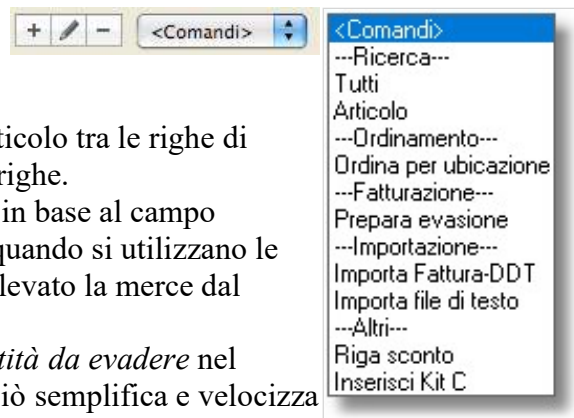 + - <Comandi>
<Comandi>
---Ricerca---
Tutti
Articolo
---Ordinamento---
Ordina per ubicazione
---Fatturazione---
Prepara evasione
---Importazione---
Importa Fattura-DDT
Importa file di testo
---Altri---
Riga sconto
Inserisci Kit C
ticolo tra le righe di
righe.
in base al campo
quando si utilizzano le
levato la merce dal
tità da evadere nel
iò semplifica e velocizza